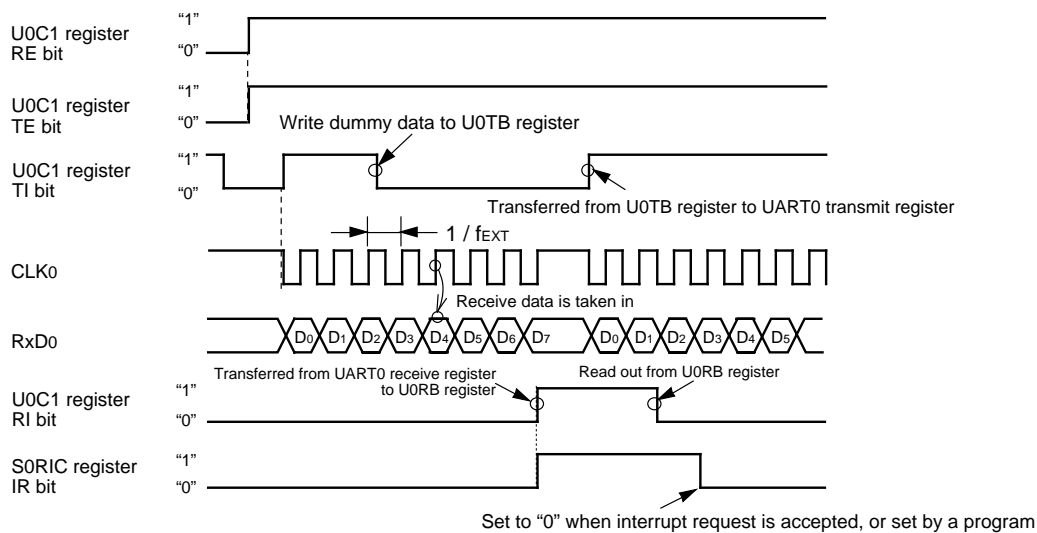 U0C1 register
RE bit
“1”
“0”
U0C1 register
TE bit
“1”
“0”
Write dummy data to U0TB register
U0C1 register
TI bit
“1”
“0”
Transferred from U0TB register to UART0 transmit register
1 / fEXT
CLK0
Receive data is taken in
RxD0
D0 D1 D2 D3 D4 D5 D6 D7 D0 D1 D2 D3 D4 D5
Transferred from UART0 receive register
to U0RB register
Read out from U0RB register
U0C1 register
RI bit
“1”
“0”
S0RIC register
IR bit
“1”
“0”
Set to “0” when interrupt request is accepted, or set by a program